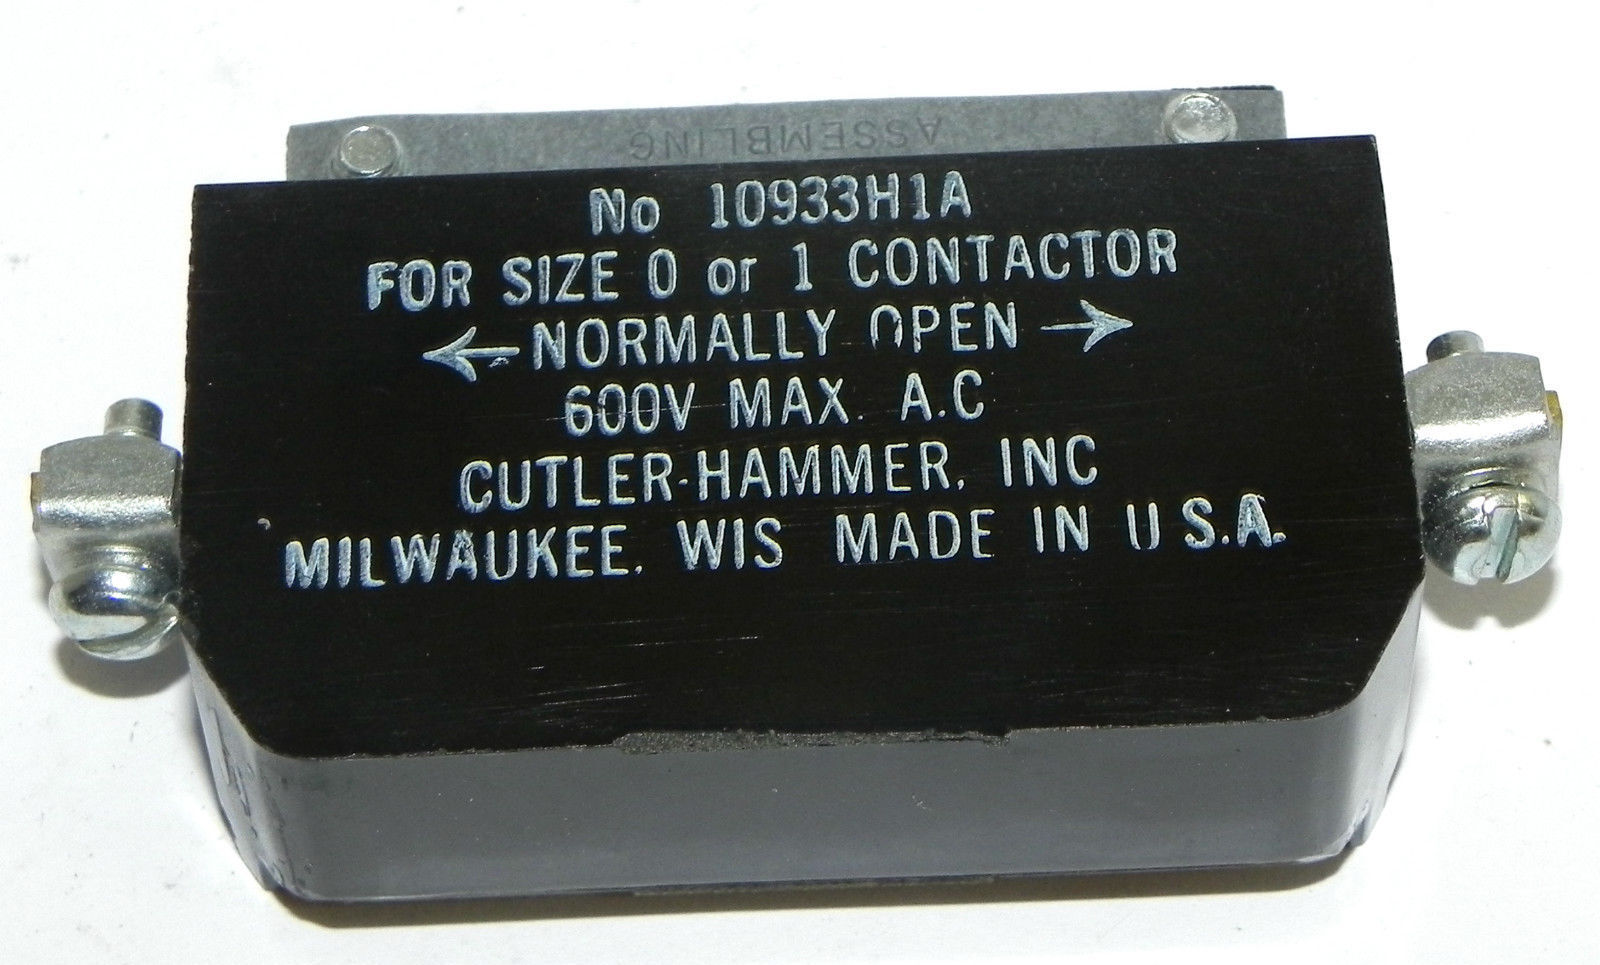 ASSEMBLING
No 10933H1A
FOR SIZE 0 or 1 CONTACTOR
← NORMALLY OPEN →
600V MAX. A.C
CUTLER-HAMMER, INC
MILWAUKEE, WIS MADE IN U S.A.